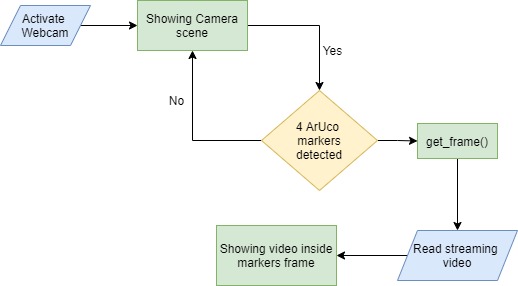 Activate
Webcam
Showing Camera
scene
Yes
No
4 ArUco
markers
detected
get_frame()
Read streaming
video
Showing video inside
markers frame